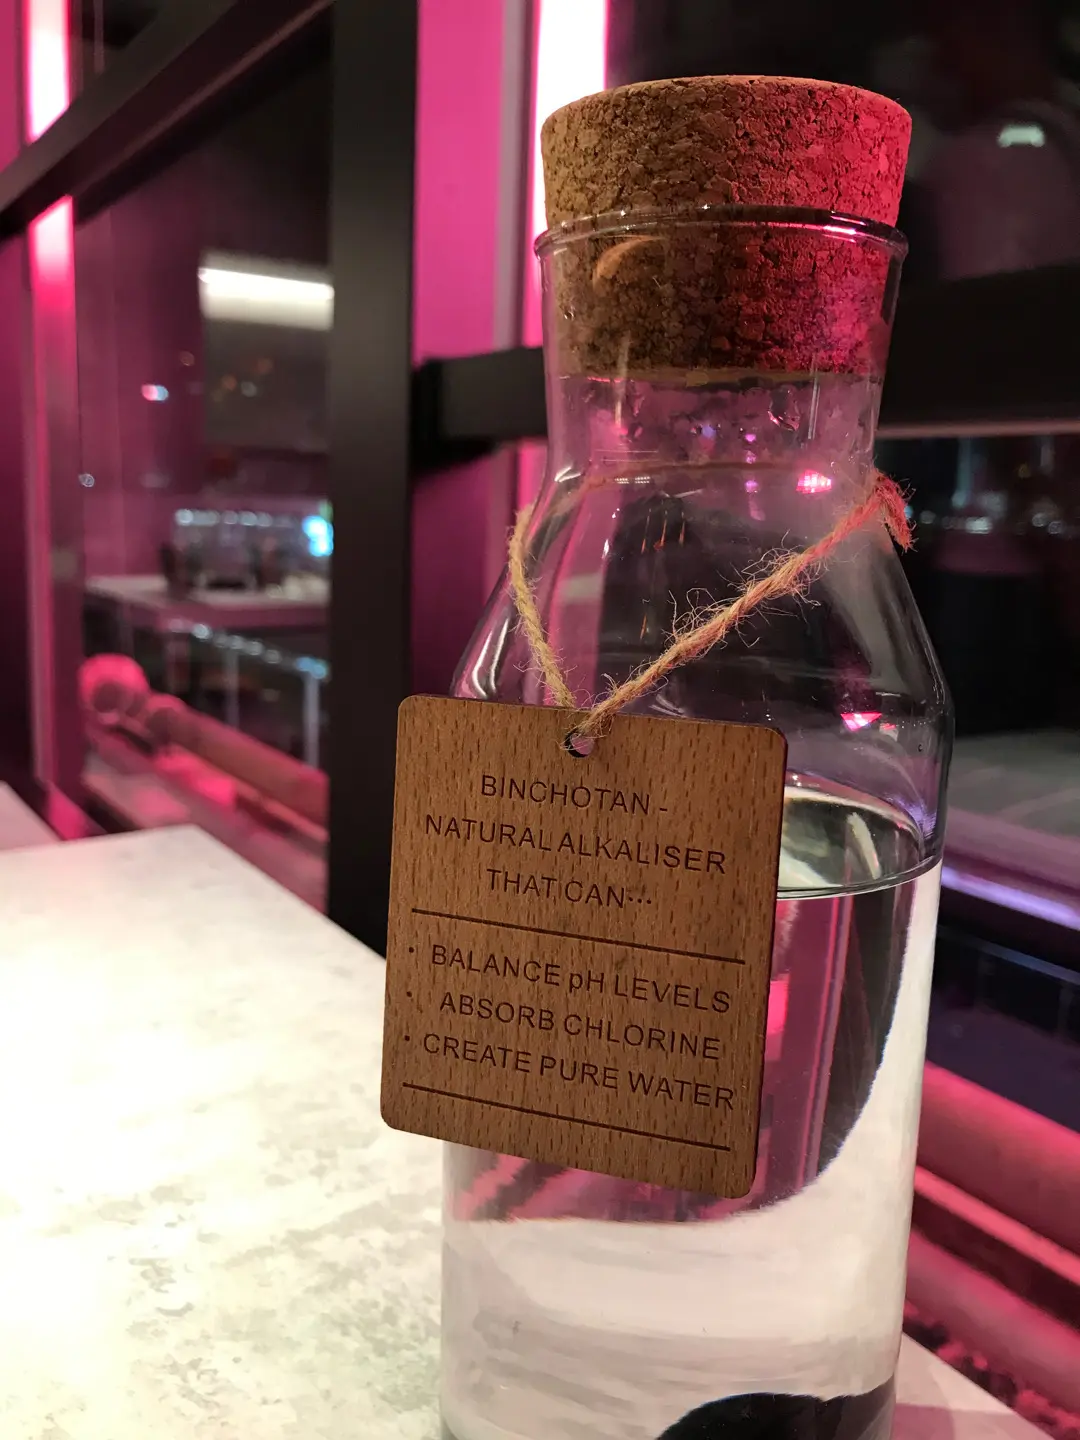 BINCHOTAN -
NATURAL ALKALISER
THAT CAN...
• BALANCE pH LEVELS
• ABSORB CHLORINE
• CREATE PURE WATER